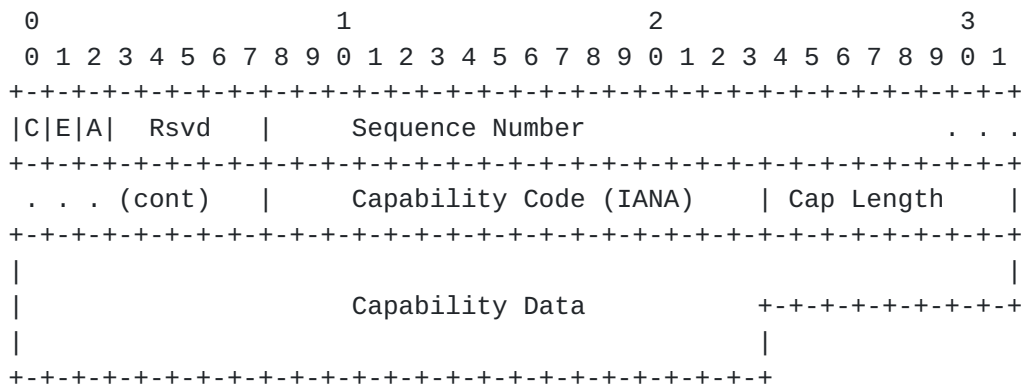 0                   1                   2                   3
 0 1 2 3 4 5 6 7 8 9 0 1 2 3 4 5 6 7 8 9 0 1 2 3 4 5 6 7 8 9 0 1
+-+-+-+-+-+-+-+-+-+-+-+-+-+-+-+-+-+-+-+-+-+-+-+-+-+-+-+-+-+-+-+-+
|C|E|A|  Rsvd   |     Sequence Number                       . . .
+-+-+-+-+-+-+-+-+-+-+-+-+-+-+-+-+-+-+-+-+-+-+-+-+-+-+-+-+-+-+-+-+
 . . . (cont)   |     Capability Code (IANA)    | Cap Length    |
+-+-+-+-+-+-+-+-+-+-+-+-+-+-+-+-+-+-+-+-+-+-+-+-+-+-+-+-+-+-+-+-+
|                                                               |
|                     Capability Data           +-+-+-+-+-+-+-+-+
|                                               |
+-+-+-+-+-+-+-+-+-+-+-+-+-+-+-+-+-+-+-+-+-+-+-+-+